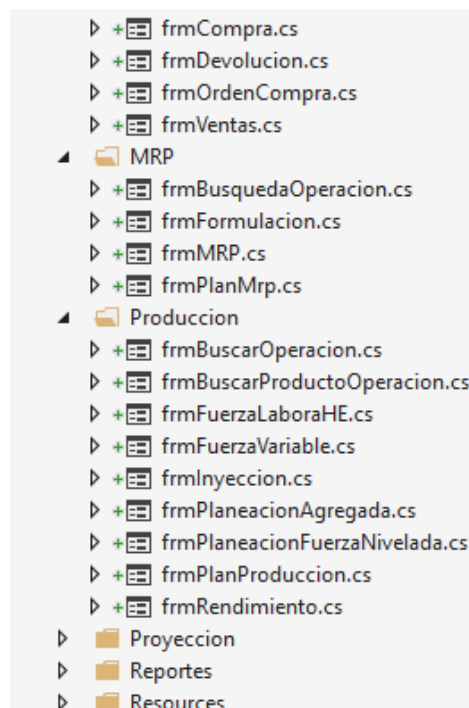 frmCompra.cs
frmDevolucion.cs
frmOrdenCompra.cs
frmVentas.cs
MRP
frmBusquedaOperacion.cs
frmFormulacion.cs
frmMRP.cs
frmPlanMrp.cs
Produccion
frmBuscarOperacion.cs
frmBuscarProductoOperacion.cs
frmFuerzaLaboraHE.cs
frmFuerzaVariable.cs
frmInyeccion.cs
frmPlaneacionAgregada.cs
frmPlaneacionFuerzaNivelada.cs
frmPlanProduccion.cs
frmRendimiento.cs
Proyeccion
Reportes
Resources